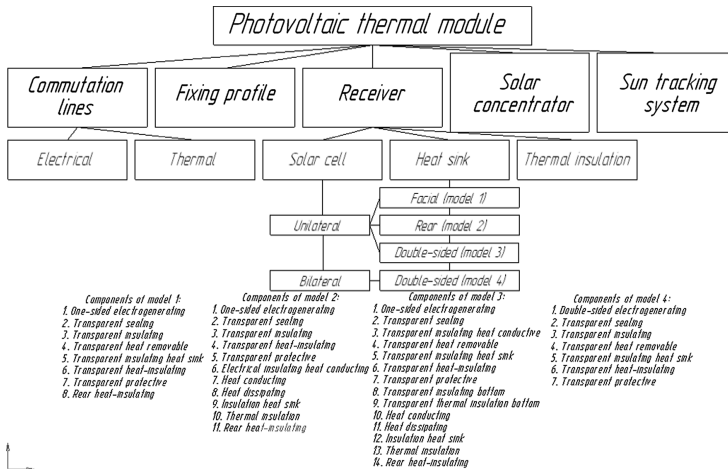 Photovoltaic thermal module
Commutation
lines
Fixing profile
Receiver
Solar
concentrator
Sun tracking
system
Electrical
Thermal
Solar cell
Heat sink
Thermal insulation
Facial (model 1)
Unilateral
Rear (model 2)
Double-sided (model 3)
Bilateral
Double-sided (model 4)
Components of model 1:
1. One-sided electrogenerating
2. Transparent sealing
3. Transparent insulating
4. Transparent heat removable
5. Transparent insulating heat sink
6. Transparent heat-insulating
7. Transparent protective
8. Rear heat-insulating
Components of model 2:
1. One-sided electrogenerating
2. Transparent sealing
3. Transparent insulating
4. Transparent heat-insulating
5. Transparent protective
6. Electrical insulating heat conducting
7. Heat conducting
8. Heat dissipating
9. Insulation heat sink
10. Thermal insulation
11. Rear heat-insulating
Components of model 3:
1. One-sided electrogenerating
2. Transparent sealing
3. Transparent insulating heat conductive
4. Transparent heat removable
5. Transparent insulating heat sink
6. Transparent heat-insulating
7. Transparent protective
8. Transparent insulating bottom
9. Transparent thermal insulation bottom
10. Heat conducting
11. Heat dissipating
12. Insulation heat sink
13. Thermal insulation
14. Rear heat-insulating
Components of model 4:
1. Double-sided electrogenerating
2. Transparent sealing
3. Transparent insulating
4. Transparent heat removable
5. Transparent insulating heat sink
6. Transparent heat-insulating
7. Transparent protective